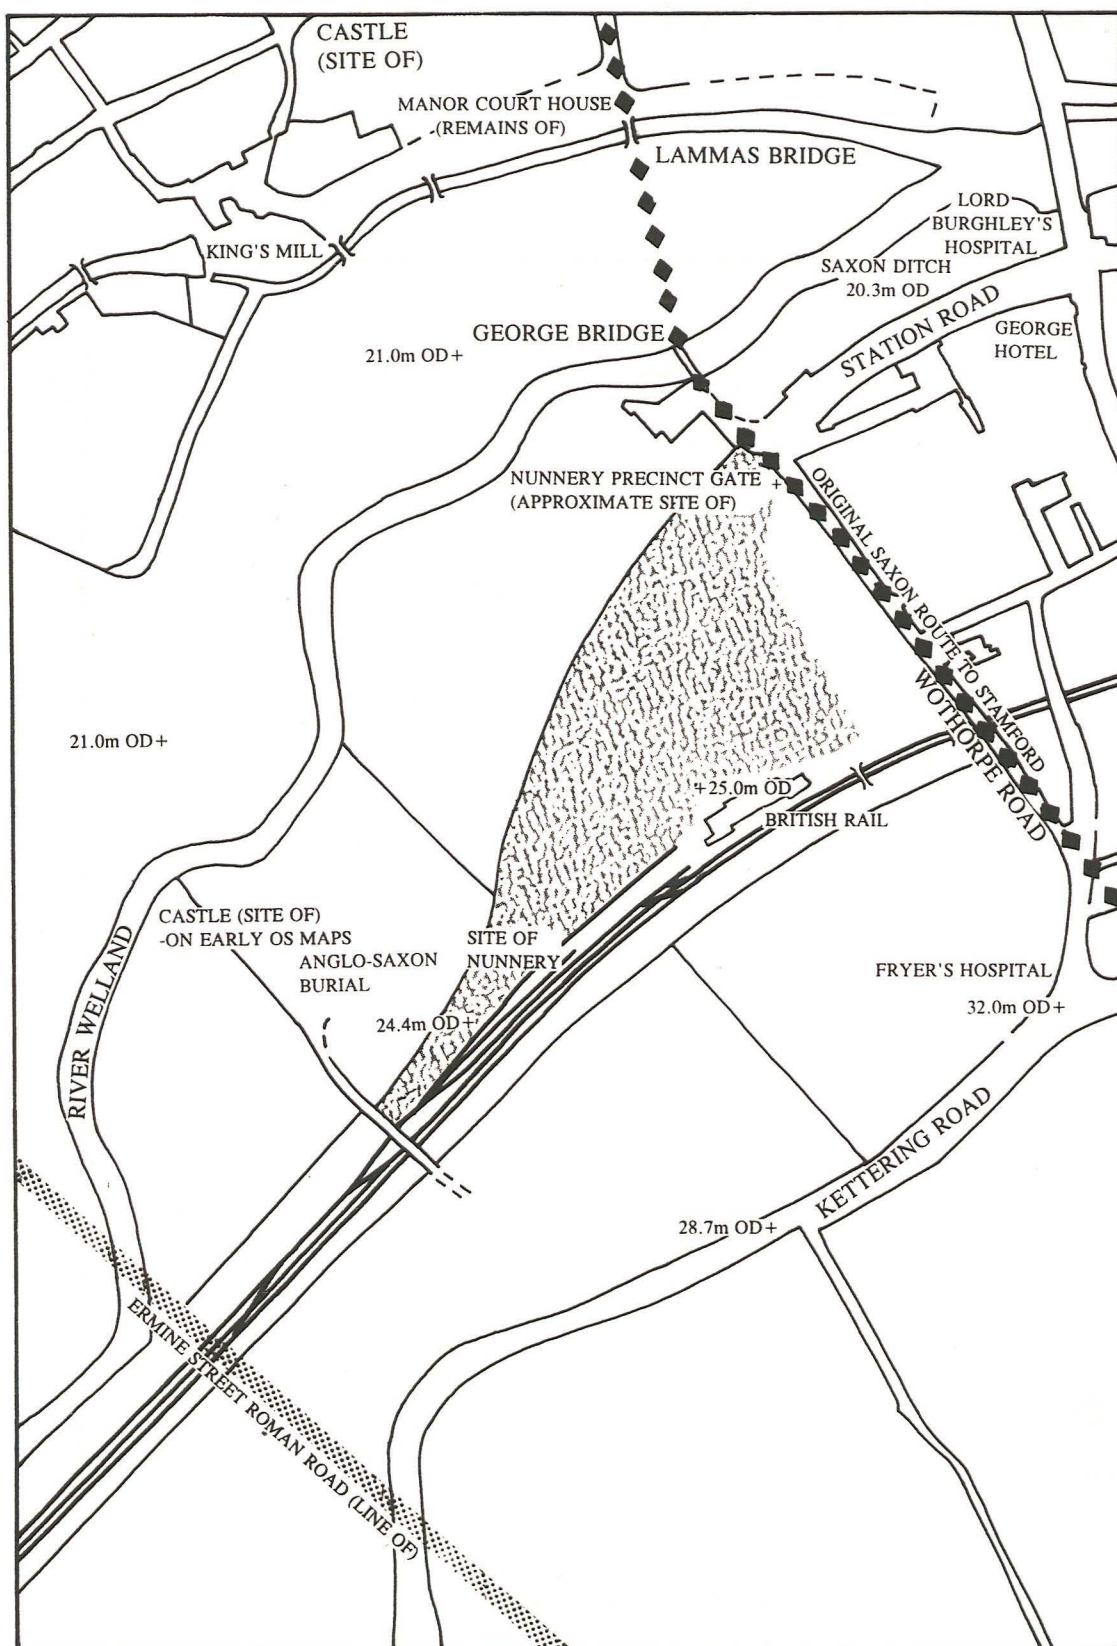 CASTLE
(SITE OF)
MANOR COURT HOUSE
(REMAINS OF)
LAMMAS BRIDGE
LORD
BURGHLEY'S
HOSPITAL
KING'S MILL
SAXON DITCH
20.3m OD
GEORGE BRIDGE
STATION ROAD
GEORGE
HOTEL
21.0m OD+
NUNNERY PRECINCT GATE +
(APPROXIMATE SITE OF)
ORIGINAL SAXON ROUTE TO STAMFORD
WOTHORPE ROAD
21.0m OD+
+25.0m OD
BRITISH RAIL
CASTLE (SITE OF)
-ON EARLY OS MAPS
ANGLO-SAXON
BURIAL
SITE OF
NUNNERY
RIVER WELLAND
FRYER'S HOSPITAL
32.0m OD+
24.4m OD+
KETTERING ROAD
28.7m OD+
ERMINE STREET ROMAN ROAD (LINE OF)